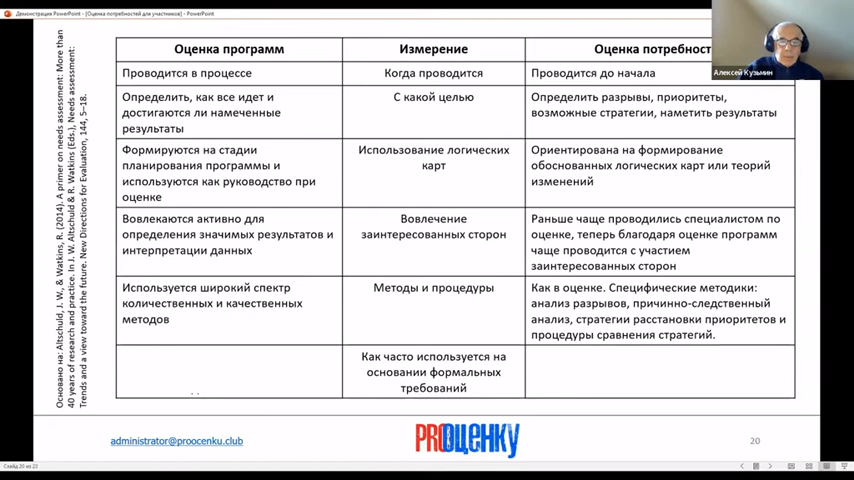 Демонстрация PowerPoint - [Оценка потребностей для участников] - PowerPoint
Алексей Кузьмин
Основано на: Altschuld, J. W., & Watkins, R. (2014). A primer on needs assessment: More than
40 years of research and practice. In J. W. Altschuld & R. Watkins (Eds.), Needs assessment:
Trends and a view toward the future. New Directions for Evaluation, 144, 5–18.
Оценка программ
Измерение
Оценка потребност
Проводится в процессе
Когда проводится
Проводится до начала
Определить, как все идет и
достигаются ли намеченные
результаты
С какой целью
Определить разрывы, приоритеты,
возможные стратегии, наметить результаты
Формируются на стадии
планирования программы и
используются как руководство при
оценке
Использование логических
карт
Ориентирована на формирование
обоснованных логических карт или теорий
изменений
Вовлекаются активно для
определения значимых результатов и
интерпретации данных
Вовлечение
заинтересованных сторон
Раньше чаще проводились специалистом по
оценке, теперь благодаря оценке программ
чаще проводится с участием
заинтересованных сторон
Используется широкий спектр
количественных и качественных
методов
Методы и процедуры
Как в оценке. Специфические методики:
анализ разрывов, причинно-следственный
анализ, стратегии расстановки приоритетов и
процедуры сравнения стратегий.
Как часто используется на
основании формальных
требований
administrator@proocenku.club
PROоценку
20
Слайд 20 из 23